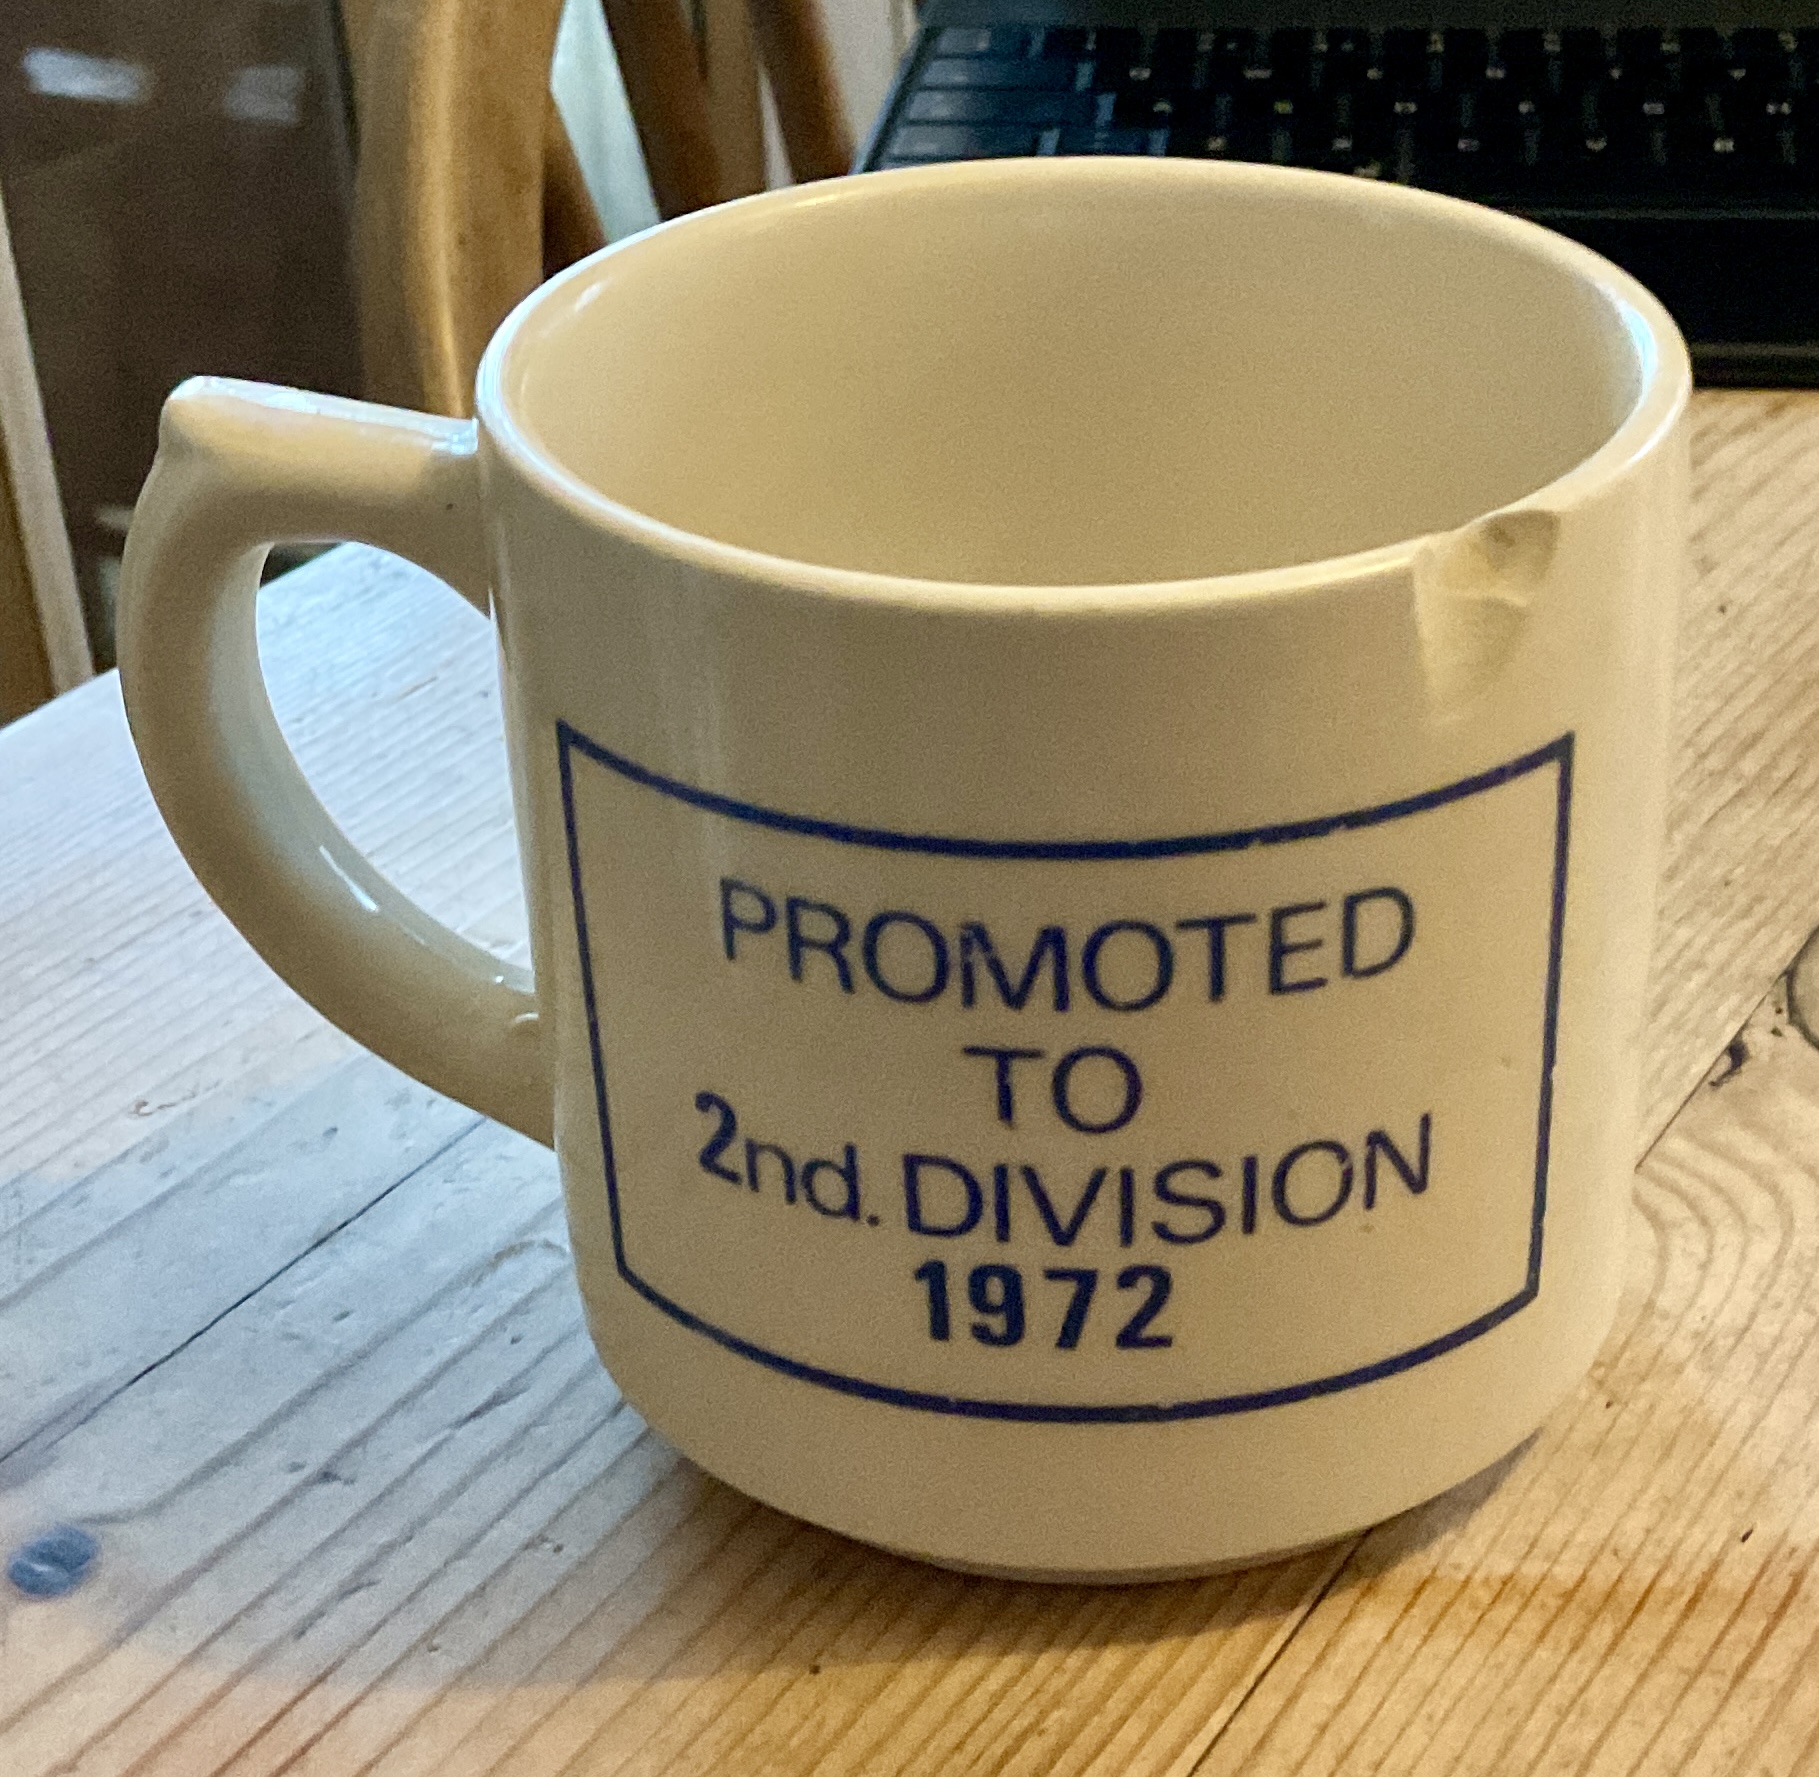 PROMOTED
TO
2nd. DIVISION
1972